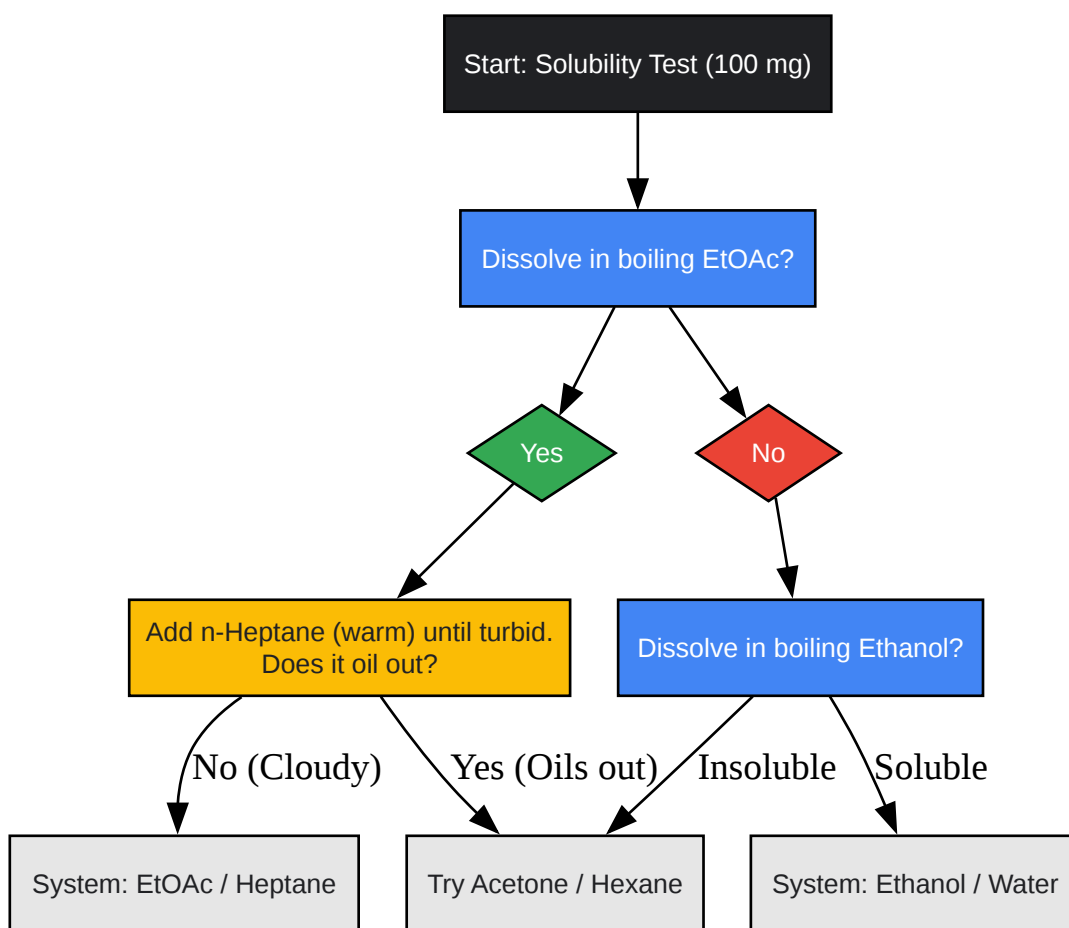 Start: Solubility Test (100 mg)
Dissolve in boiling EtOAc?
Yes
No
Add n-Heptane (warm) until turbid.
Does it oil out?
Dissolve in boiling Ethanol?
No (Cloudy)
Yes (Oils out)
Insoluble
Soluble
System: EtOAc / Heptane
Try Acetone / Hexane
System: Ethanol / Water